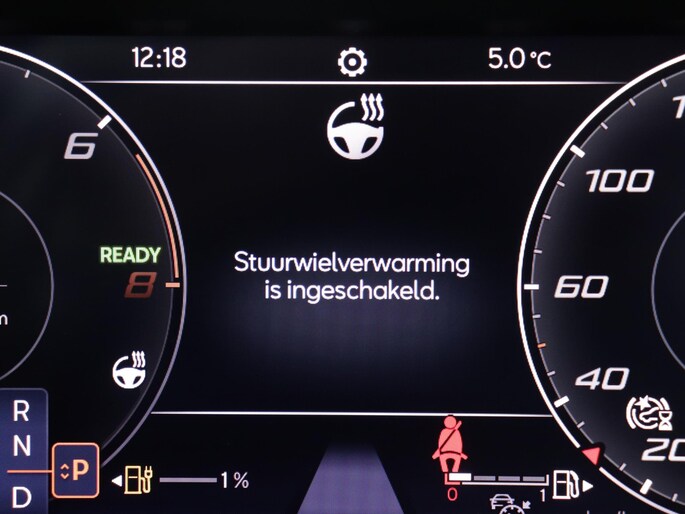 12:18
5.0 °C
6
READY
8
m
Stuurwielverwarming
is ingeschakeld.
100
60
40
20
R
N
P
D
1%
0
1